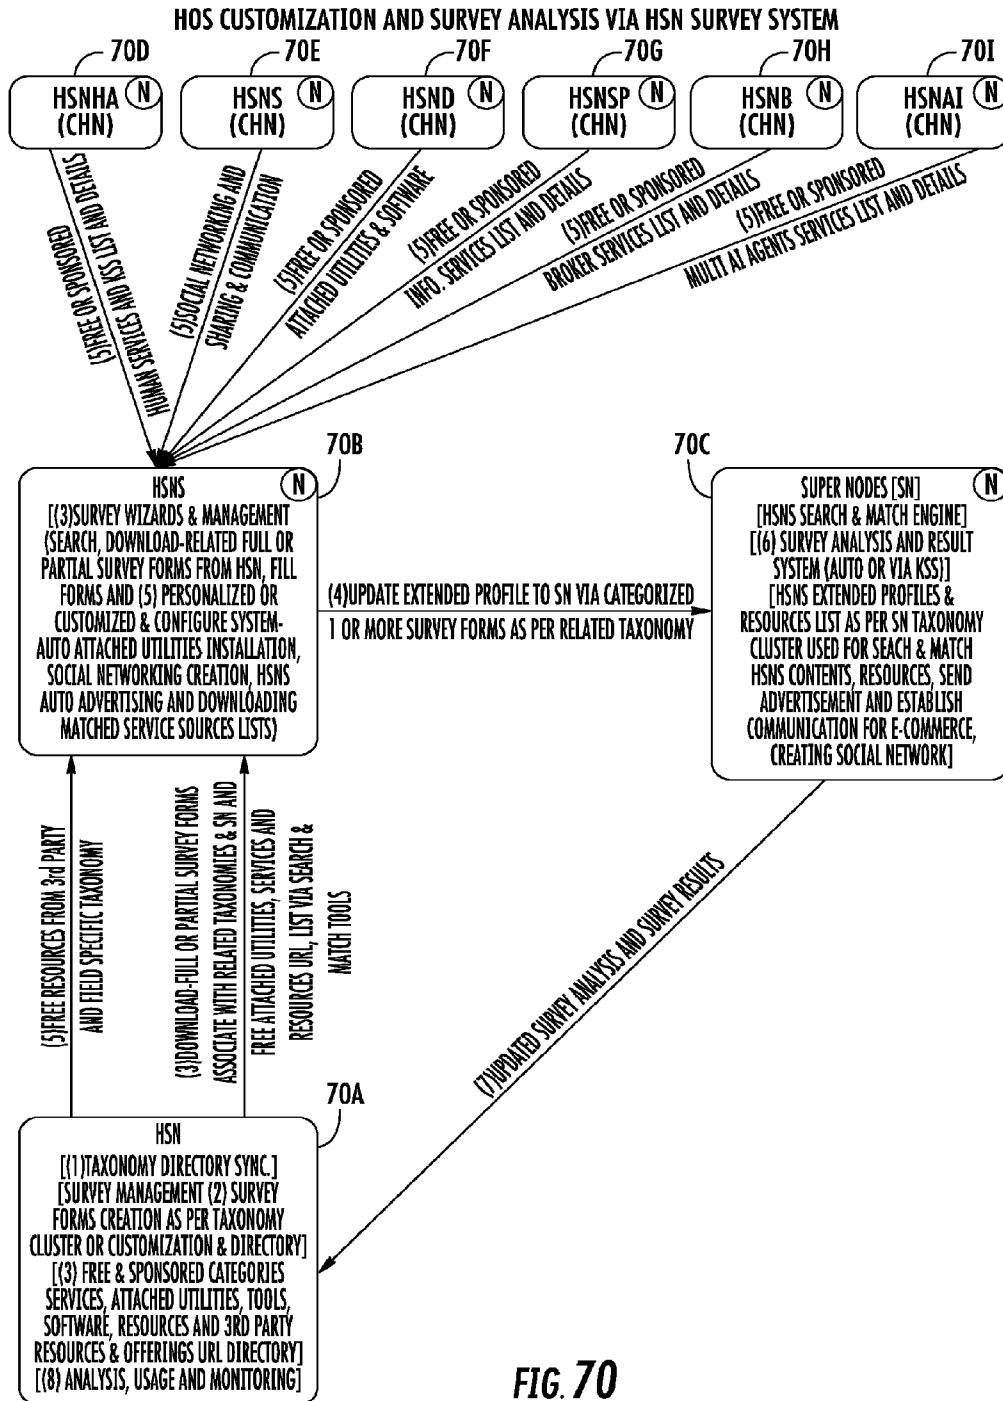 HOS CUSTOMIZATION AND SURVEY ANALYSIS VIA HSN SURVEY SYSTEM
70D
70E
70F
70G
70H
70I
HSNHA
(CHN)
N
HSNS
(CHN)
N
HSND
(CHN)
N
HSNSP
(CHN)
N
HSNB
(CHN)
N
HSNAI
(CHN)
N
(5)FREE OR SPONSORED
HUMAN SERVICES AND KSS LIST AND DETAILS
(5)SOCIAL NETWORKING AND
SHARING & COMMUNICATION
(5)FREE OR SPONSORED
ATTACHED UTILITIES & SOFTWARE
(5)FREE OR SPONSORED
INFO. SERVICES LIST AND DETAILS
(5)FREE OR SPONSORED
BROKER SERVICES LIST AND DETAILS
(5)FREE OR SPONSORED
MULTI AI AGENTS SERVICES LIST AND DETAILS
70B
HSNS
N
[(3)SURVEY WIZARDS & MANAGEMENT
(SEARCH, DOWNLOAD-RELATED FULL OR
PARTIAL SURVEY FORMS FROM HSN, FILL
FORMS AND (5) PERSONALIZED OR
CUSTOMIZED & CONFIGURE SYSTEM-
AUTO ATTACHED UTILITIES INSTALLATION,
SOCIAL NETWORKING CREATION, HSNS
AUTO ADVERTISING AND DOWNLOADING
MATCHED SERVICE SOURCES LISTS)
(4)UPDATE EXTENDED PROFILE TO SN VIA CATEGORIZED
1 OR MORE SURVEY FORMS AS PER RELATED TAXONOMY
70C
SUPER NODES [SN]
N
[HSNS SEARCH & MATCH ENGINE]
[(6) SURVEY ANALYSIS AND RESULT
SYSTEM (AUTO OR VIA KSS)]
[HSNS EXTENDED PROFILES &
RESOURCES LIST AS PER SN TAXONOMY
CLUSTER USED FOR SEACH & MATCH
HSNS CONTENTS, RESOURCES, SEND
ADVERTISEMENT AND ESTABLISH
COMMUNICATION FOR E-COMMERCE,
CREATING SOCIAL NETWORK]
(5)FREE RESOURCES FROM 3rd PARTY
AND FIELD SPECIFIC TAXONOMY
(3)DOWNLOAD-FULL OR PARTIAL SURVEY FORMS
ASSOCIATE WITH RELATED TAXONOMIES & SN AND
FREE ATTACHED UTILITIES, SERVICES AND
RESOURCES URL, LIST VIA SEARCH &
MATCH TOOLS
(7)UPDATED SURVEY ANALYSIS AND SURVEY RESULTS
70A
HSN
[(1)TAXONOMY DIRECTORY SYNC.]
[SURVEY MANAGEMENT (2) SURVEY
FORMS CREATION AS PER TAXONOMY
CLUSTER OR CUSTOMIZATION & DIRECTORY]
[(3) FREE & SPONSORED CATEGORIES
SERVICES, ATTACHED UTILITIES, TOOLS,
SOFTWARE, RESOURCES AND 3RD PARTY
RESOURCES & OFFERINGS URL DIRECTORY]
[(8) ANALYSIS, USAGE AND MONITORING]
FIG. 70